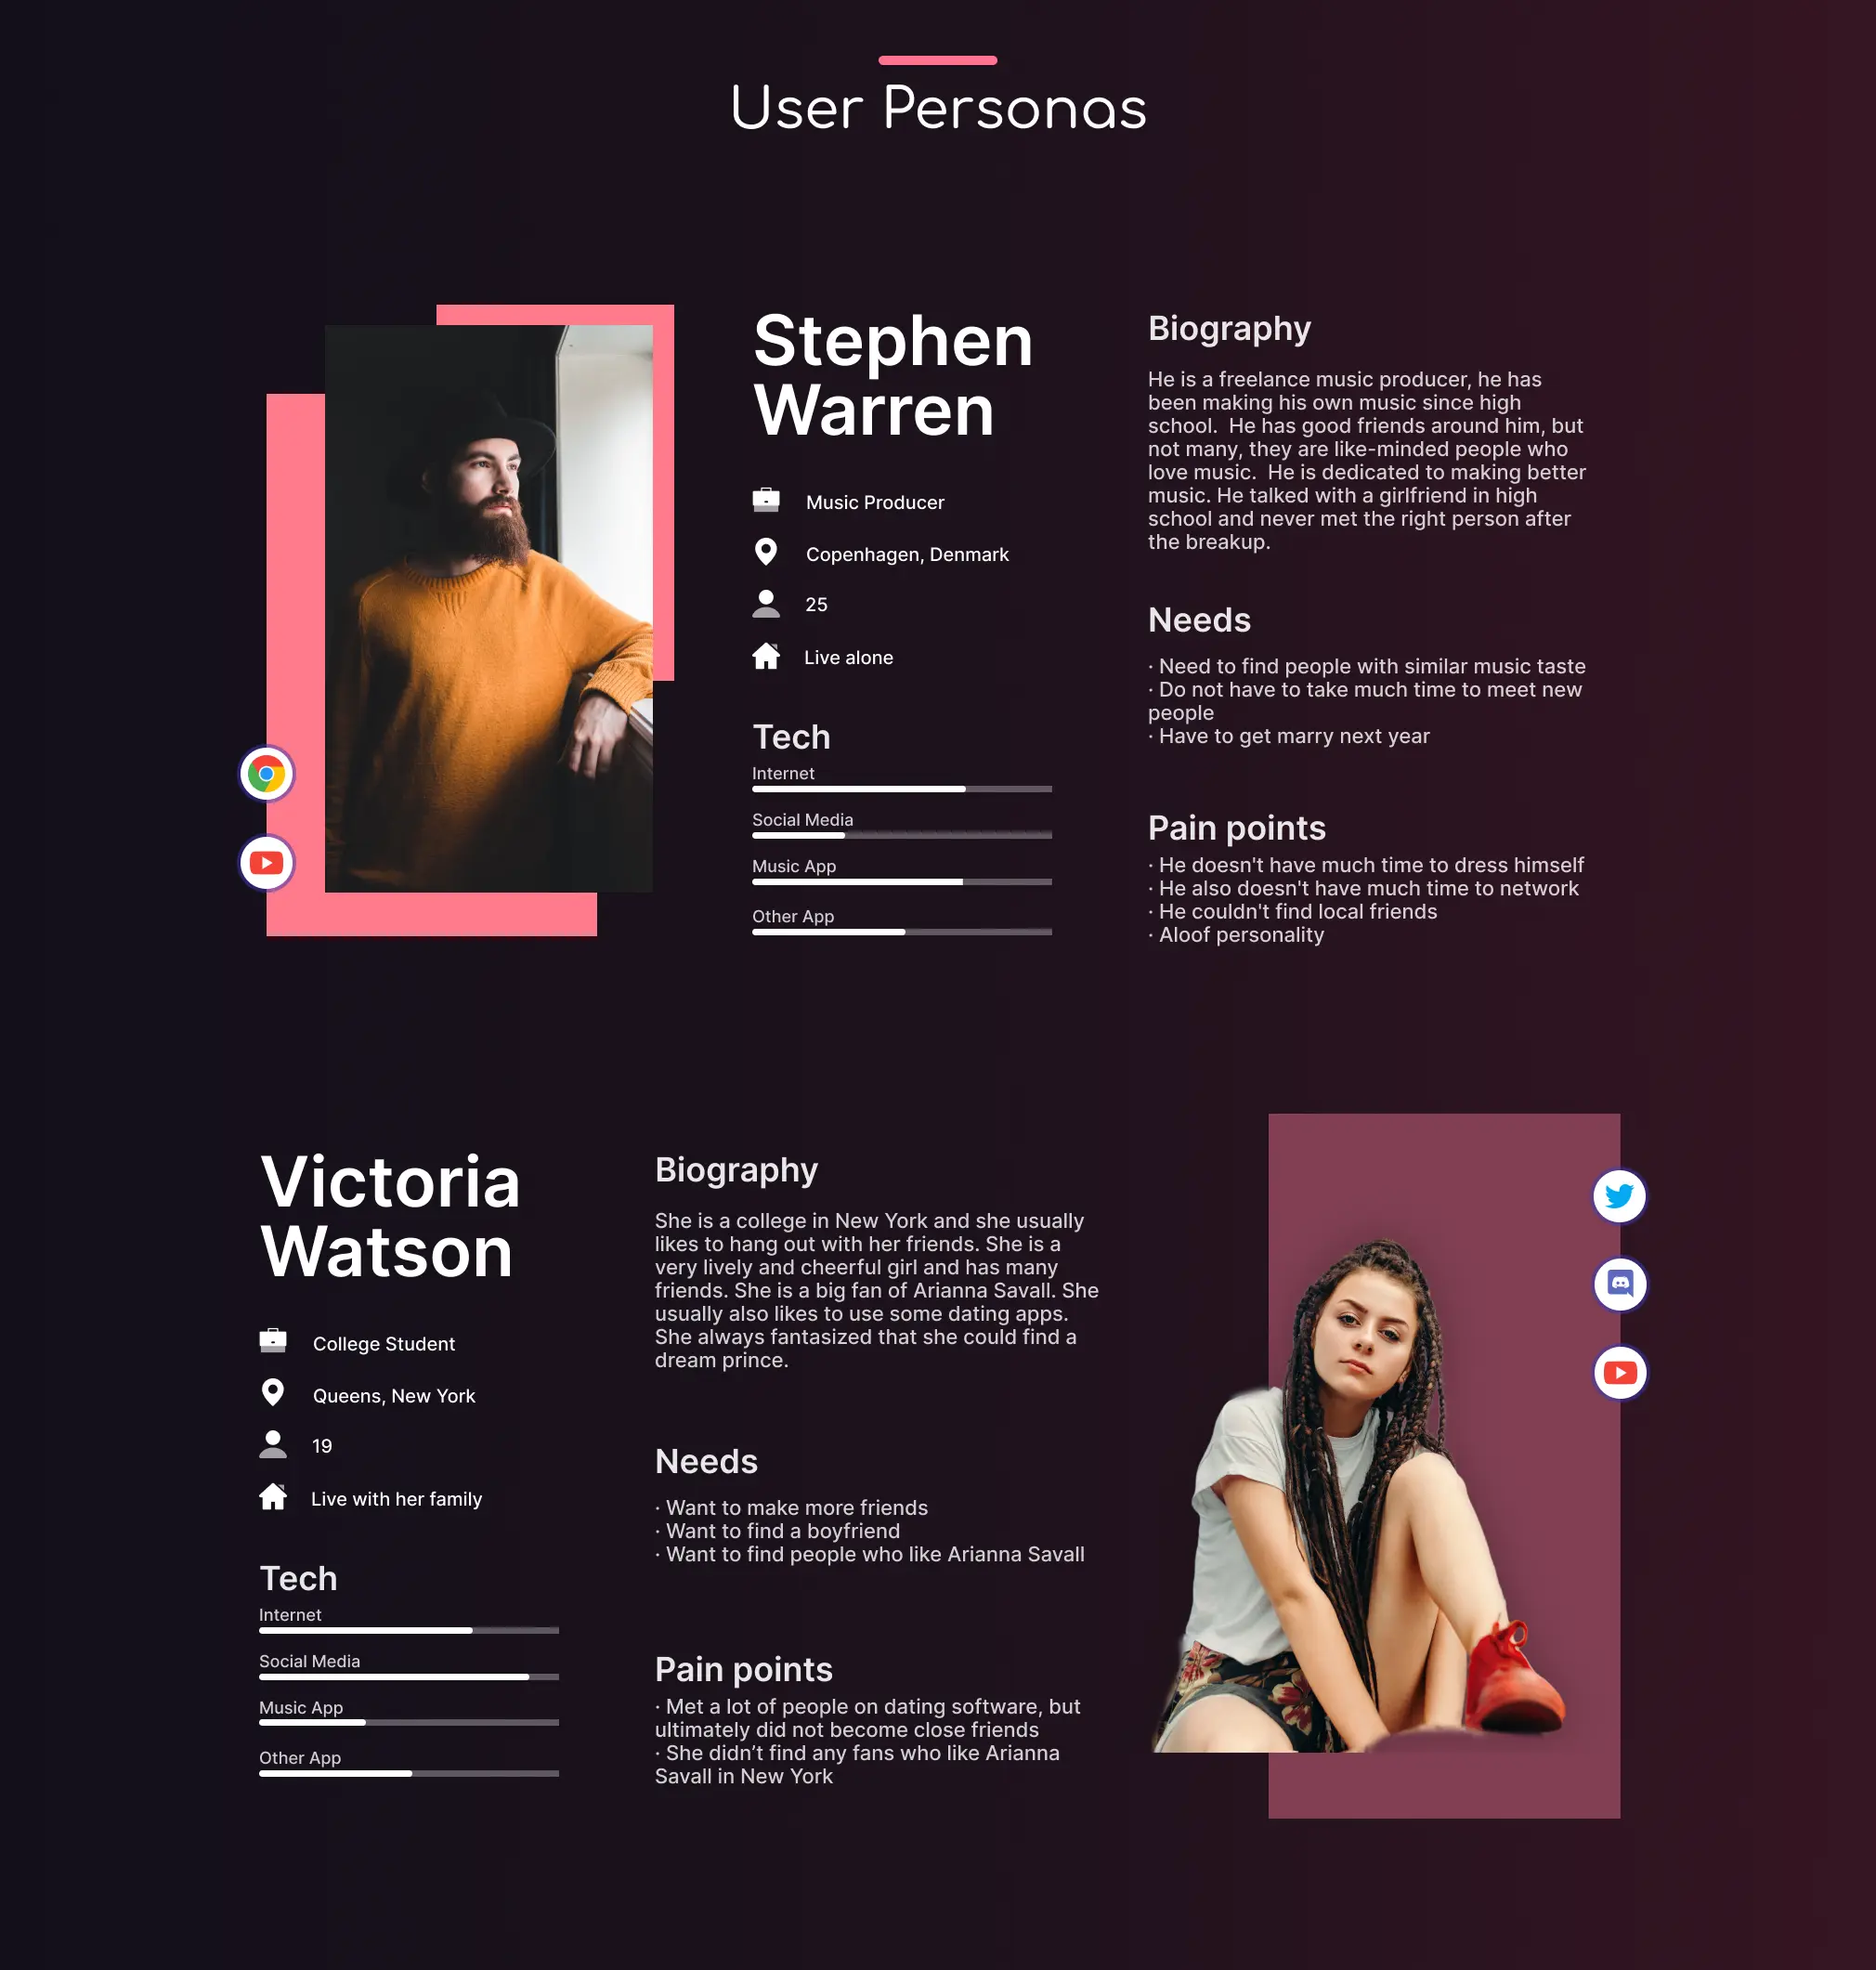 User Personas
Stephen
Warren
Music Producer
Copenhagen, Denmark
25
Live alone
Tech
Internet
Social Media
Music App
Other App
Biography
He is a freelance music producer, he has
been making his own music since high
school.  He has good friends around him, but
not many, they are like-minded people who
love music.  He is dedicated to making better
music. He talked with a girlfriend in high
school and never met the right person after
the breakup.
Needs
· Need to find people with similar music taste
· Do not have to take much time to meet new
people
· Have to get marry next year
Pain points
· He doesn't have much time to dress himself
· He also doesn't have much time to network
· He couldn't find local friends
· Aloof personality
Victoria
Watson
College Student
Queens, New York
19
Live with her family
Tech
Internet
Social Media
Music App
Other App
Biography
She is a college in New York and she usually
likes to hang out with her friends. She is a
very lively and cheerful girl and has many
friends. She is a big fan of Arianna Savall. She
usually also likes to use some dating apps.
She always fantasized that she could find a
dream prince.
Needs
· Want to make more friends
· Want to find a boyfriend
· Want to find people who like Arianna Savall
Pain points
· Met a lot of people on dating software, but
ultimately did not become close friends
· She didn’t find any fans who like Arianna
Savall in New York